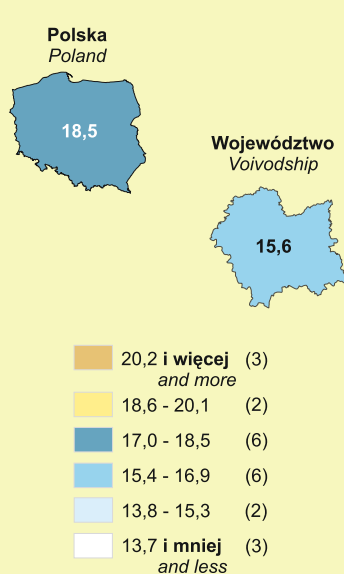 Polska
Poland
18,5
Województwo
Voivodship
15,6
20,2 i więcej (3)
and more
18,6 - 20,1 (2)
17,0 - 18,5 (6)
15,4 - 16,9 (6)
13,8 - 15,3 (2)
13,7 i mniej (3)
and less